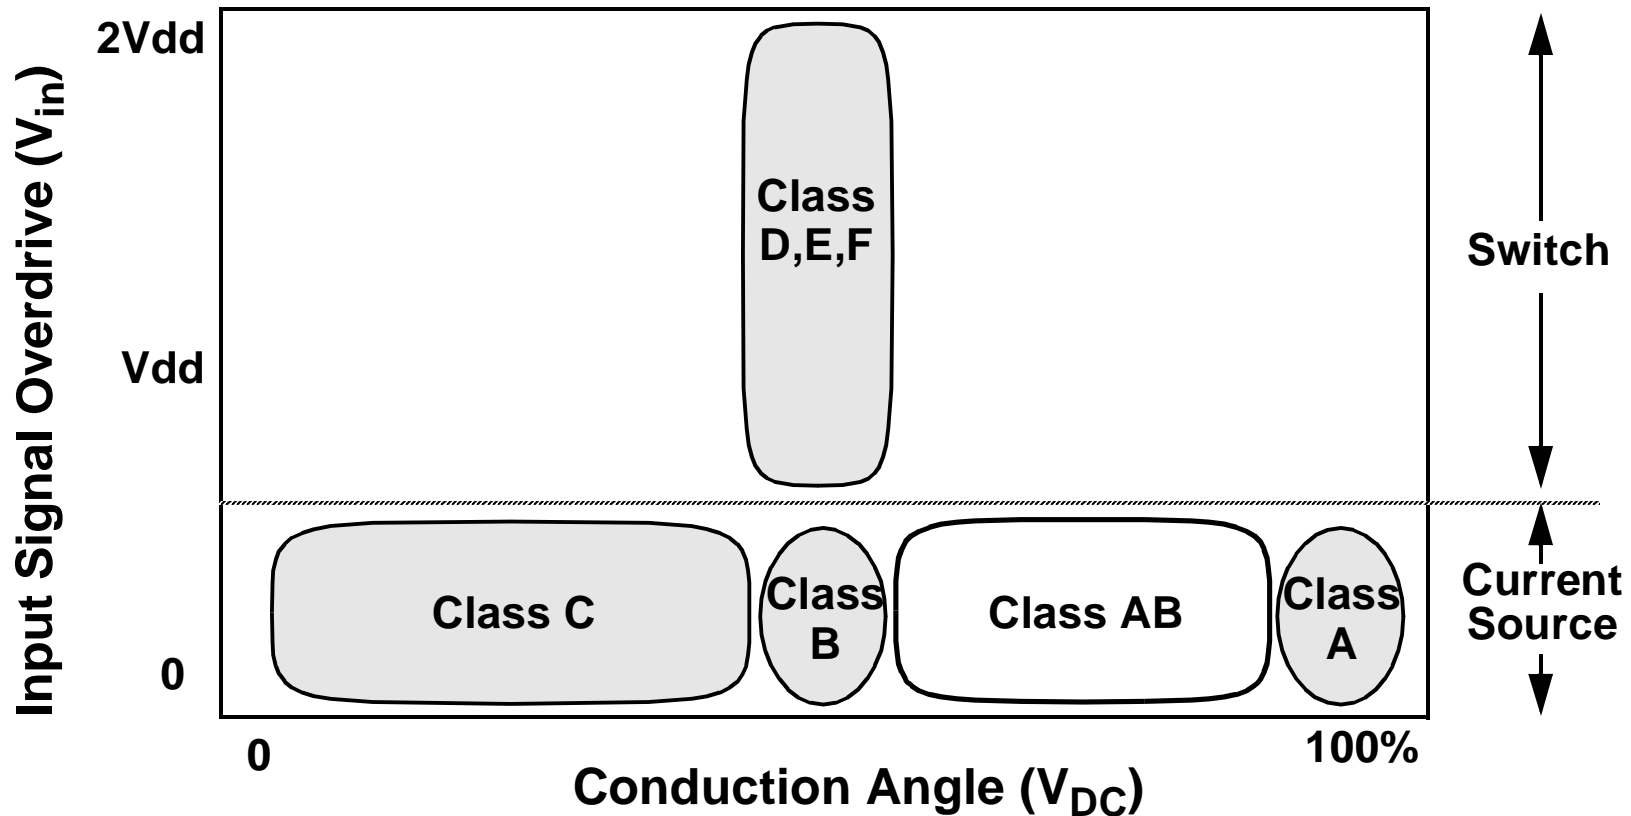 2Vdd
Input Signal Overdrive (Vin)
Class
D,E,F
Switch
Vdd
Class C
Class
B
Class AB
Class
A
Current
Source
0
0
100%
Conduction Angle (VDC)